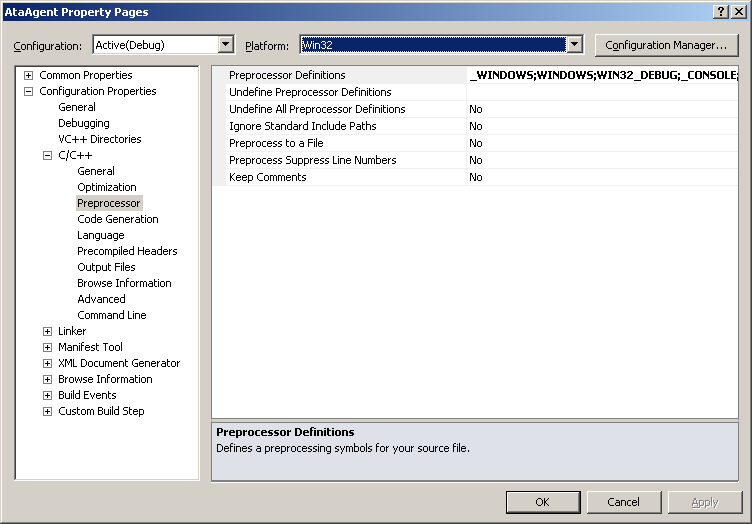 AtaAgent Property Pages
Configuration: Active(Debug) Platform: Win32 Configuration Manager...
Common Properties
Configuration Properties
General
Debugging
VC++ Directories
C/C++
General
Optimization
Preprocessor
Code Generation
Language
Precompiled Headers
Output Files
Browse Information
Advanced
Command Line
Linker
Manifest Tool
XML Document Generator
Browse Information
Build Events
Custom Build Step
Preprocessor Definitions _WINDOWS;WINDOWS;WIN32_DEBUG;_CONSOLE;
Undefine Preprocessor Definitions
Undefine All Preprocessor Definitions No
Ignore Standard Include Paths No
Preprocess to a File No
Preprocess Suppress Line Numbers No
Keep Comments No
Preprocessor Definitions
Defines a preprocessing symbols for your source file.
OK Cancel Apply